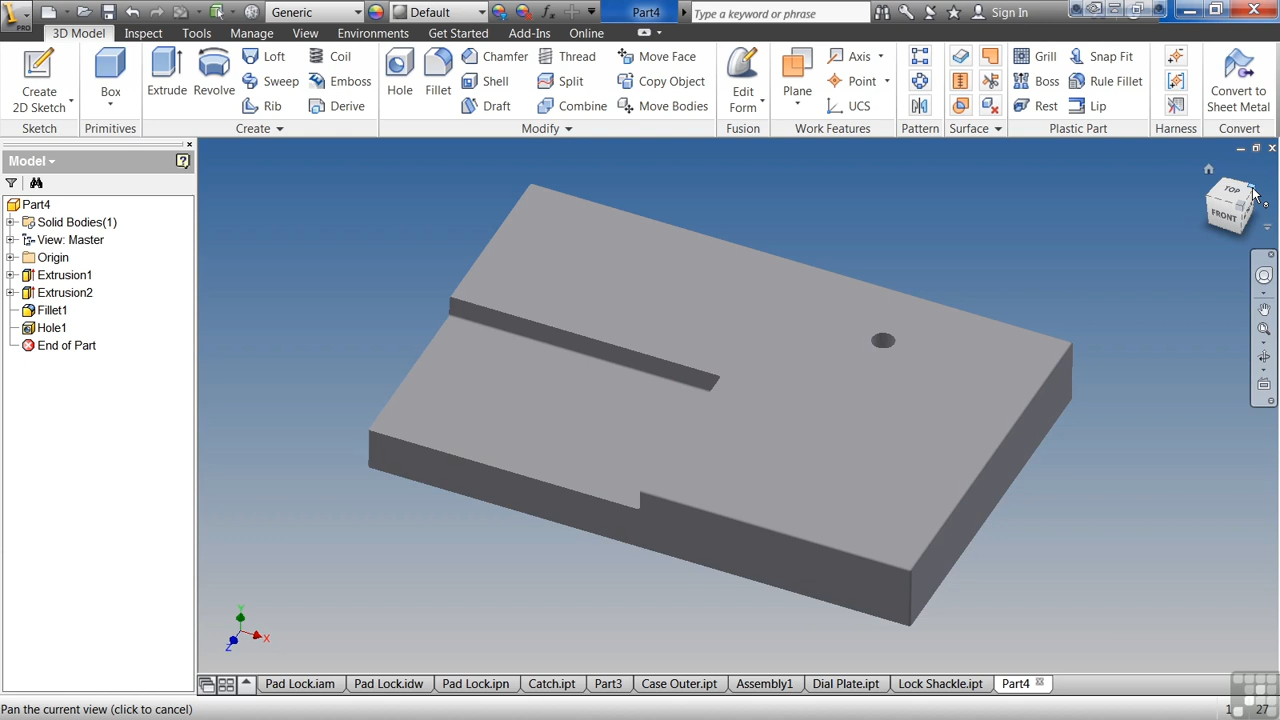 PRO
Generic
Default
Part4
Type a keyword or phrase
Sign In
3D Model Inspect Tools Manage View Environments Get Started Add-Ins Online
Create
2D Sketch
Box
Extrude
Revolve
Loft
Sweep
Rib
Coil
Emboss
Derive
Hole
Fillet
Chamfer
Shell
Draft
Thread
Split
Combine
Move Face
Copy Object
Move Bodies
Edit
Form
Plane
Axis
Point
UCS
Grill
Boss
Rest
Snap Fit
Rule Fillet
Lip
Convert to
Sheet Metal
Sketch Primitives Create Modify Fusion Work Features Pattern Surface Plastic Part Harness Convert
Model
Part4
Solid Bodies(1)
View: Master
Origin
Extrusion1
Extrusion2
Fillet1
Hole1
End of Part
TOP
FRONT
Y
X
Z
Pad Lock.iam Pad Lock.idw Pad Lock.ipn Catch.ipt Part3 Case Outer.ipt Assembly1 Dial Plate.ipt Lock Shackle.ipt Part4
Pan the current view (click to cancel)
1 27